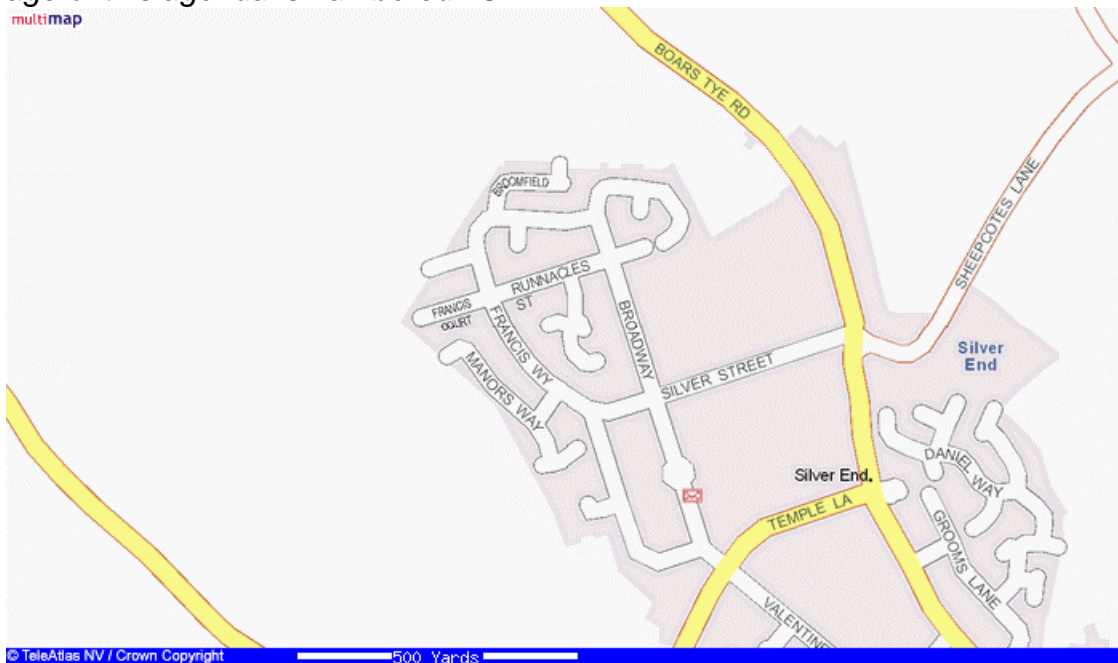 multimap
BOARS TYE RD
SHEEPCOTES LANE
BROOMFIELD
RUNNACLES
ST
FRANCIS
COURT
FRANCIS WY
BROADWAY
MANORS WAY
SILVER STREET
Silver
End
DANIEL WAY
Silver End.
TEMPLE LA
GROOMS LANE
VALENTINE
© TeleAtlas NV / Crown Copyright
500 Yards